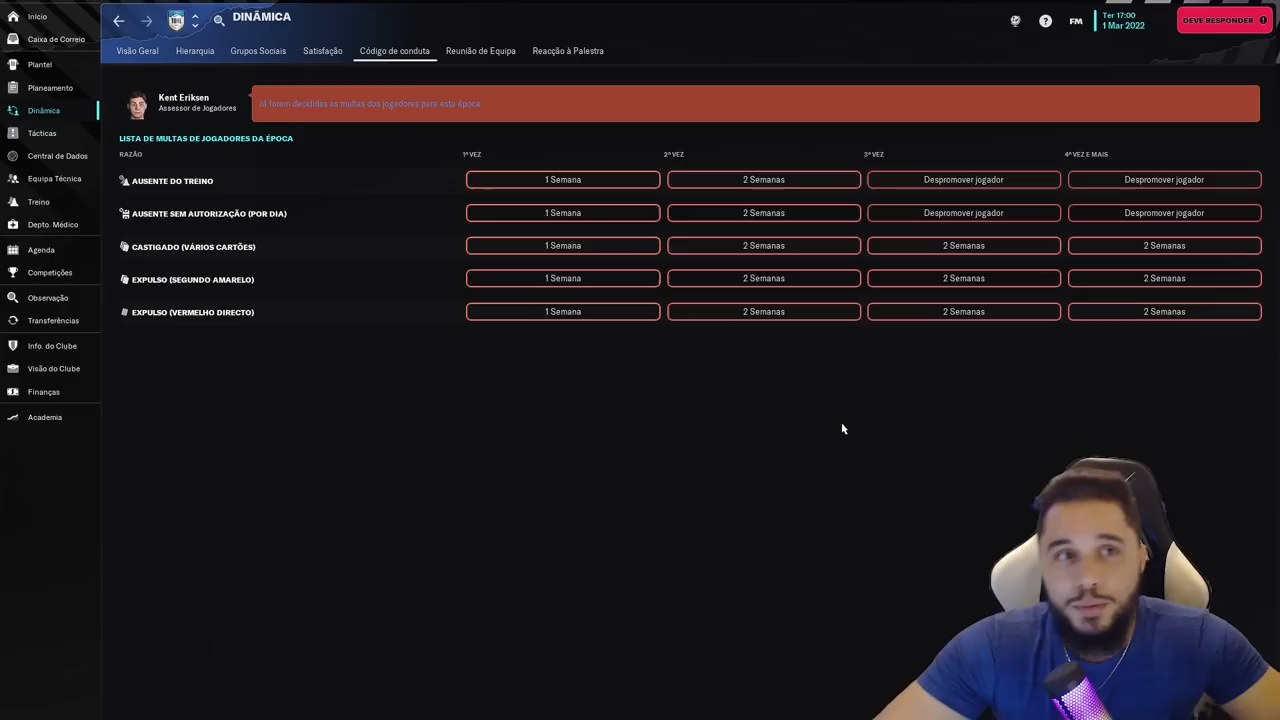 Início
Caixa de Correio
Plantel
Planeamento
Dinâmica
Tácticas
Central de Dados
Equipa Técnica
Treino
Depto. Médico
Agenda
Competições
Observação
Transferências
Info. do Clube
Visão do Clube
Finanças
Academia
DINÂMICA
FM
Ter 17:00
1 Mar 2022
DEVE RESPONDER
Visão Geral
Hierarquia
Grupos Sociais
Satisfação
Código de conduta
Reunião de Equipa
Reacção à Palestra
Kent Eriksen
Assessor de Jogadores
Já foram decididas as multas dos jogadores para esta época
LISTA DE MULTAS DE JOGADORES DA ÉPOCA
RAZÃO 1ª VEZ 2ª VEZ 3ª VEZ 4ª VEZ E MAIS
AUSENTE DO TREINO 1 Semana 2 Semanas Despromover jogador Despromover jogador
AUSENTE SEM AUTORIZAÇÃO (POR DIA) 1 Semana 2 Semanas Despromover jogador Despromover jogador
CASTIGADO (VÁRIOS CARTÕES) 1 Semana 2 Semanas 2 Semanas 2 Semanas
EXPULSO (SEGUNDO AMARELO) 1 Semana 2 Semanas 2 Semanas 2 Semanas
EXPULSO (VERMELHO DIRECTO) 1 Semana 2 Semanas 2 Semanas 2 Semanas